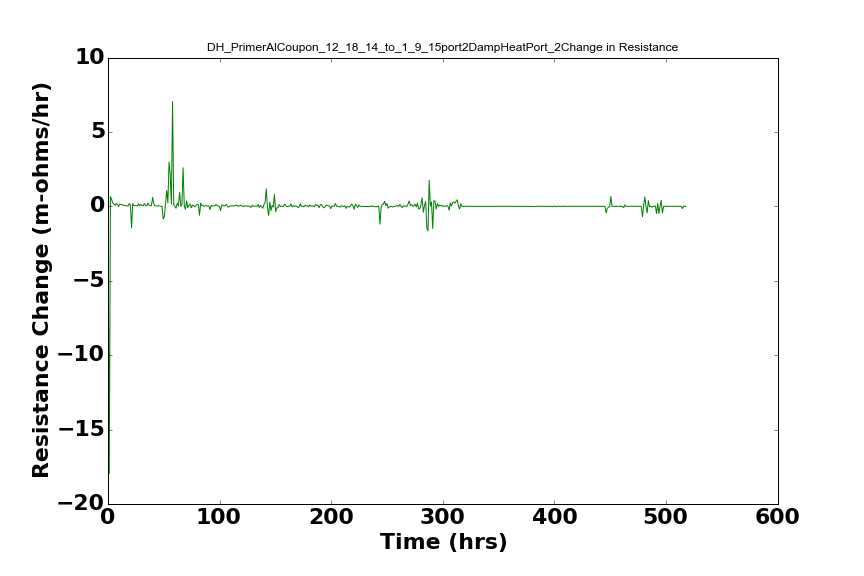 DH_PrimerAlCoupon_12_18_14_to_1_9_15port2DampHeatPort_2Change in Resistance
10
5
0
−5
−10
−15
−20
Resistance Change (m-ohms/hr)
0 100 200 300 400 500 600
Time (hrs)